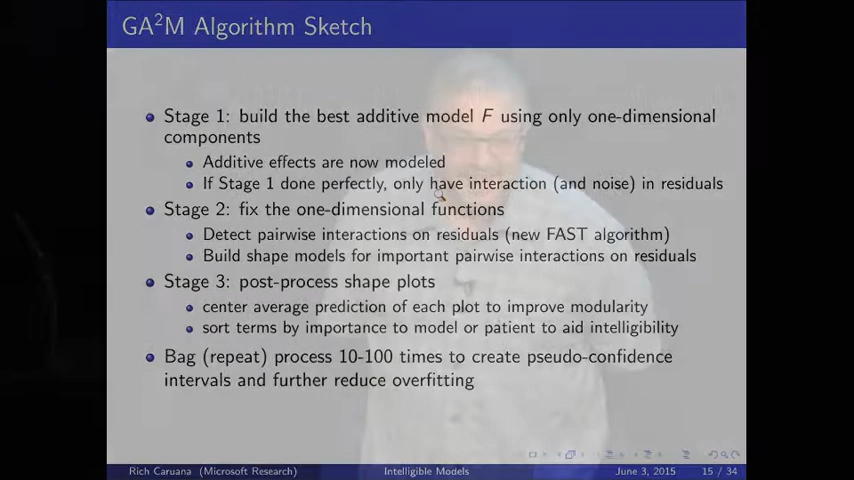 GA²M Algorithm Sketch
Stage 1: build the best additive model F using only one-dimensional
components
Additive effects are now modeled
If Stage 1 done perfectly, only have interaction (and noise) in residuals
Stage 2: fix the one-dimensional functions
Detect pairwise interactions on residuals (new FAST algorithm)
Build shape models for important pairwise interactions on residuals
Stage 3: post-process shape plots
center average prediction of each plot to improve modularity
sort terms by importance to model or patient to aid intelligibility
Bag (repeat) process 10-100 times to create pseudo-confidence
intervals and further reduce overfitting
Rich Caruana (Microsoft Research) Intelligible Models June 3, 2015 15 / 34